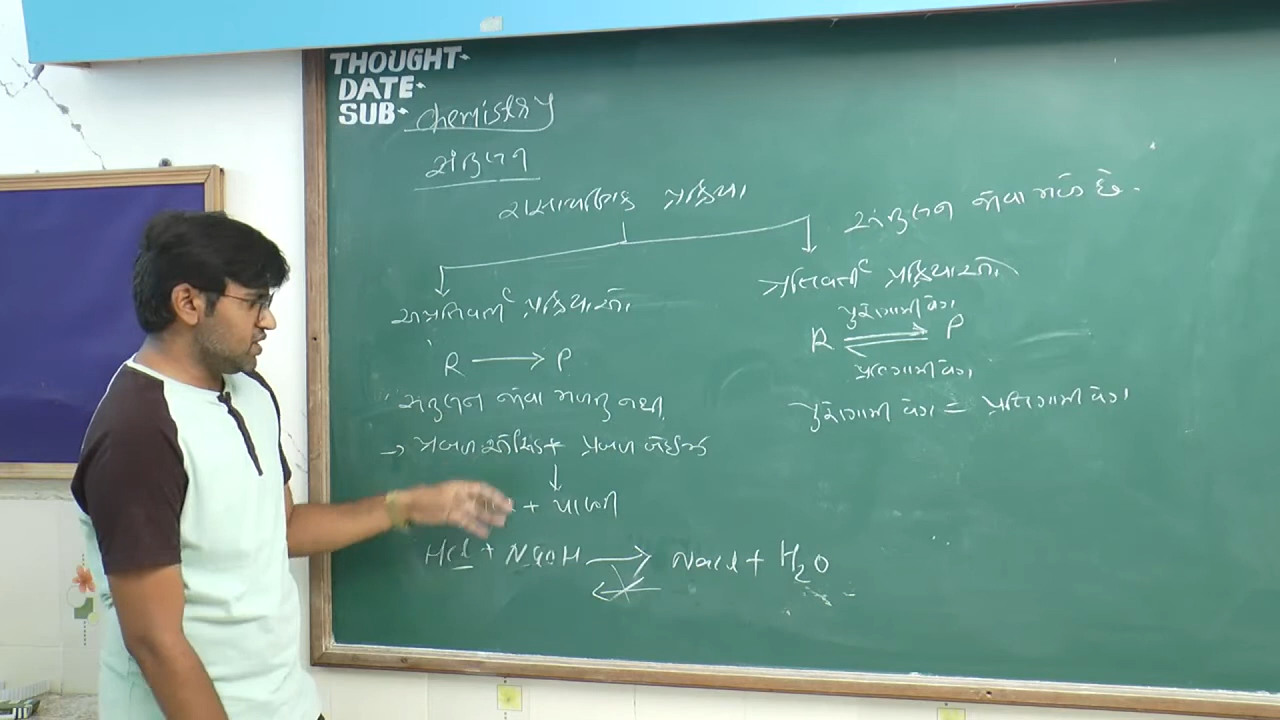 THOUGHT-
DATE-
SUB- Chemistry
સંતુલન
રાસાયણિક પ્રક્રિયા
અપ્રતિવર્તી પ્રક્રિયાઓ
R ⟶ P
સંતુલન જોવા મળતુ નથી
→ પ્રબળ એસિડ + પ્રબળ બેઈઝ
↓
+ પાણી
HCl + NaOH ⟶ NaCl + H₂O
સંતુલન જોવા મળે છે.
પ્રતિવર્તી પ્રક્રિયાઓ
પુરોગામી વેગ
R ⇌ P
પ્રતિગામી વેગ
પુરોગામી વેગ = પ્રતિગામી વેગ